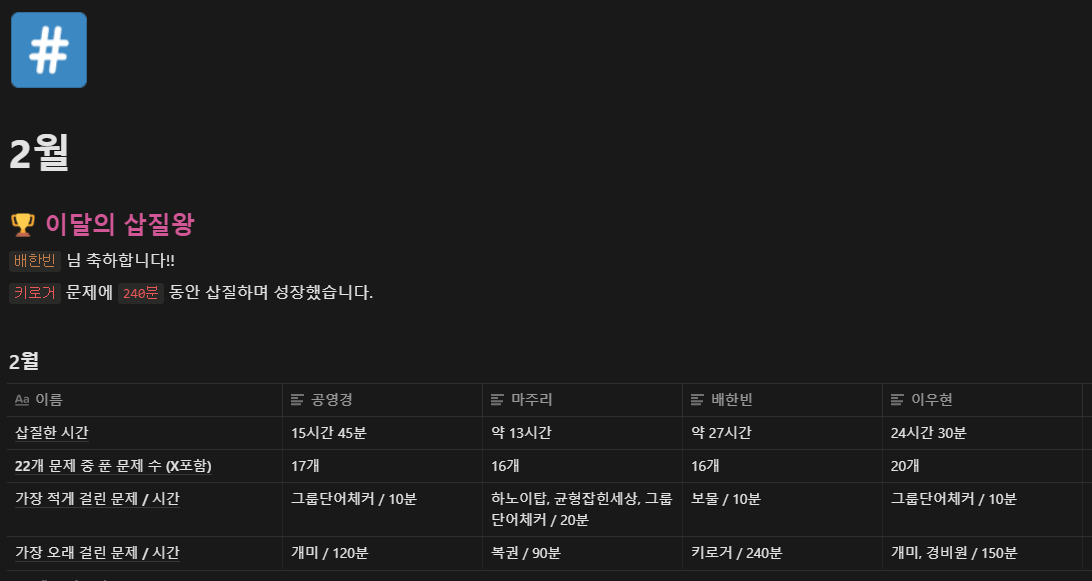 #
2월
🏆 이달의 삽질왕
배한빈 님 축하합니다!!
키로거 문제에 240분 동안 삽질하며 성장했습니다.
2월
Aa 이름 공영경 마주리 배한빈 이우현
삽질한 시간 15시간 45분 약 13시간 약 27시간 24시간 30분
22개 문제 중 푼 문제 수 (X포함) 17개 16개 16개 20개
가장 적게 걸린 문제 / 시간 그룹단어체커 / 10분 하노이탑, 균형잡힌세상, 그룹 보물 / 10분 그룹단어체커 / 10분
단어체커 / 20분
가장 오래 걸린 문제 / 시간 개미 / 120분 복권 / 90분 키로거 / 240분 개미, 경비원 / 150분